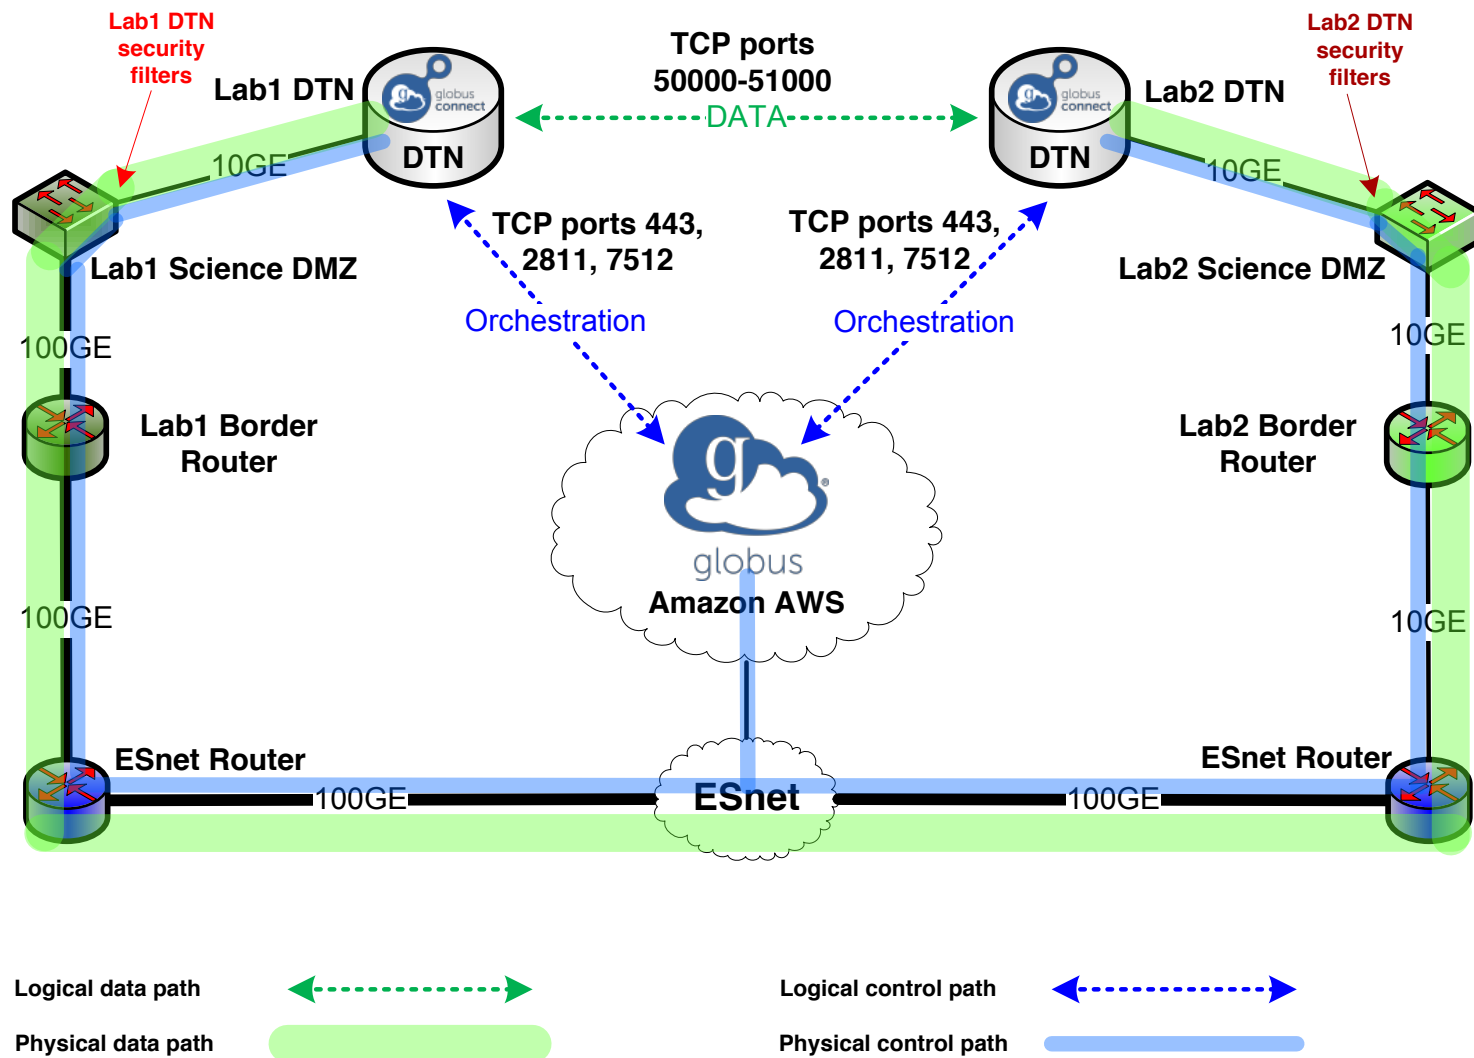 Lab1 DTN
security
filters
TCP ports
50000-51000
DATA
Lab2 DTN
security
filters
Lab1 DTN
globus
connect
DTN
Lab2 DTN
globus
connect
DTN
10GE
10GE
TCP ports 443,
2811, 7512
TCP ports 443,
2811, 7512
Lab1 Science DMZ
Lab2 Science DMZ
Orchestration
Orchestration
100GE
10GE
Lab1 Border
Router
Lab2 Border
Router
g
globus
Amazon AWS
100GE
10GE
ESnet Router
ESnet Router
100GE
ESnet
100GE
Logical data path
Logical control path
Physical data path
Physical control path